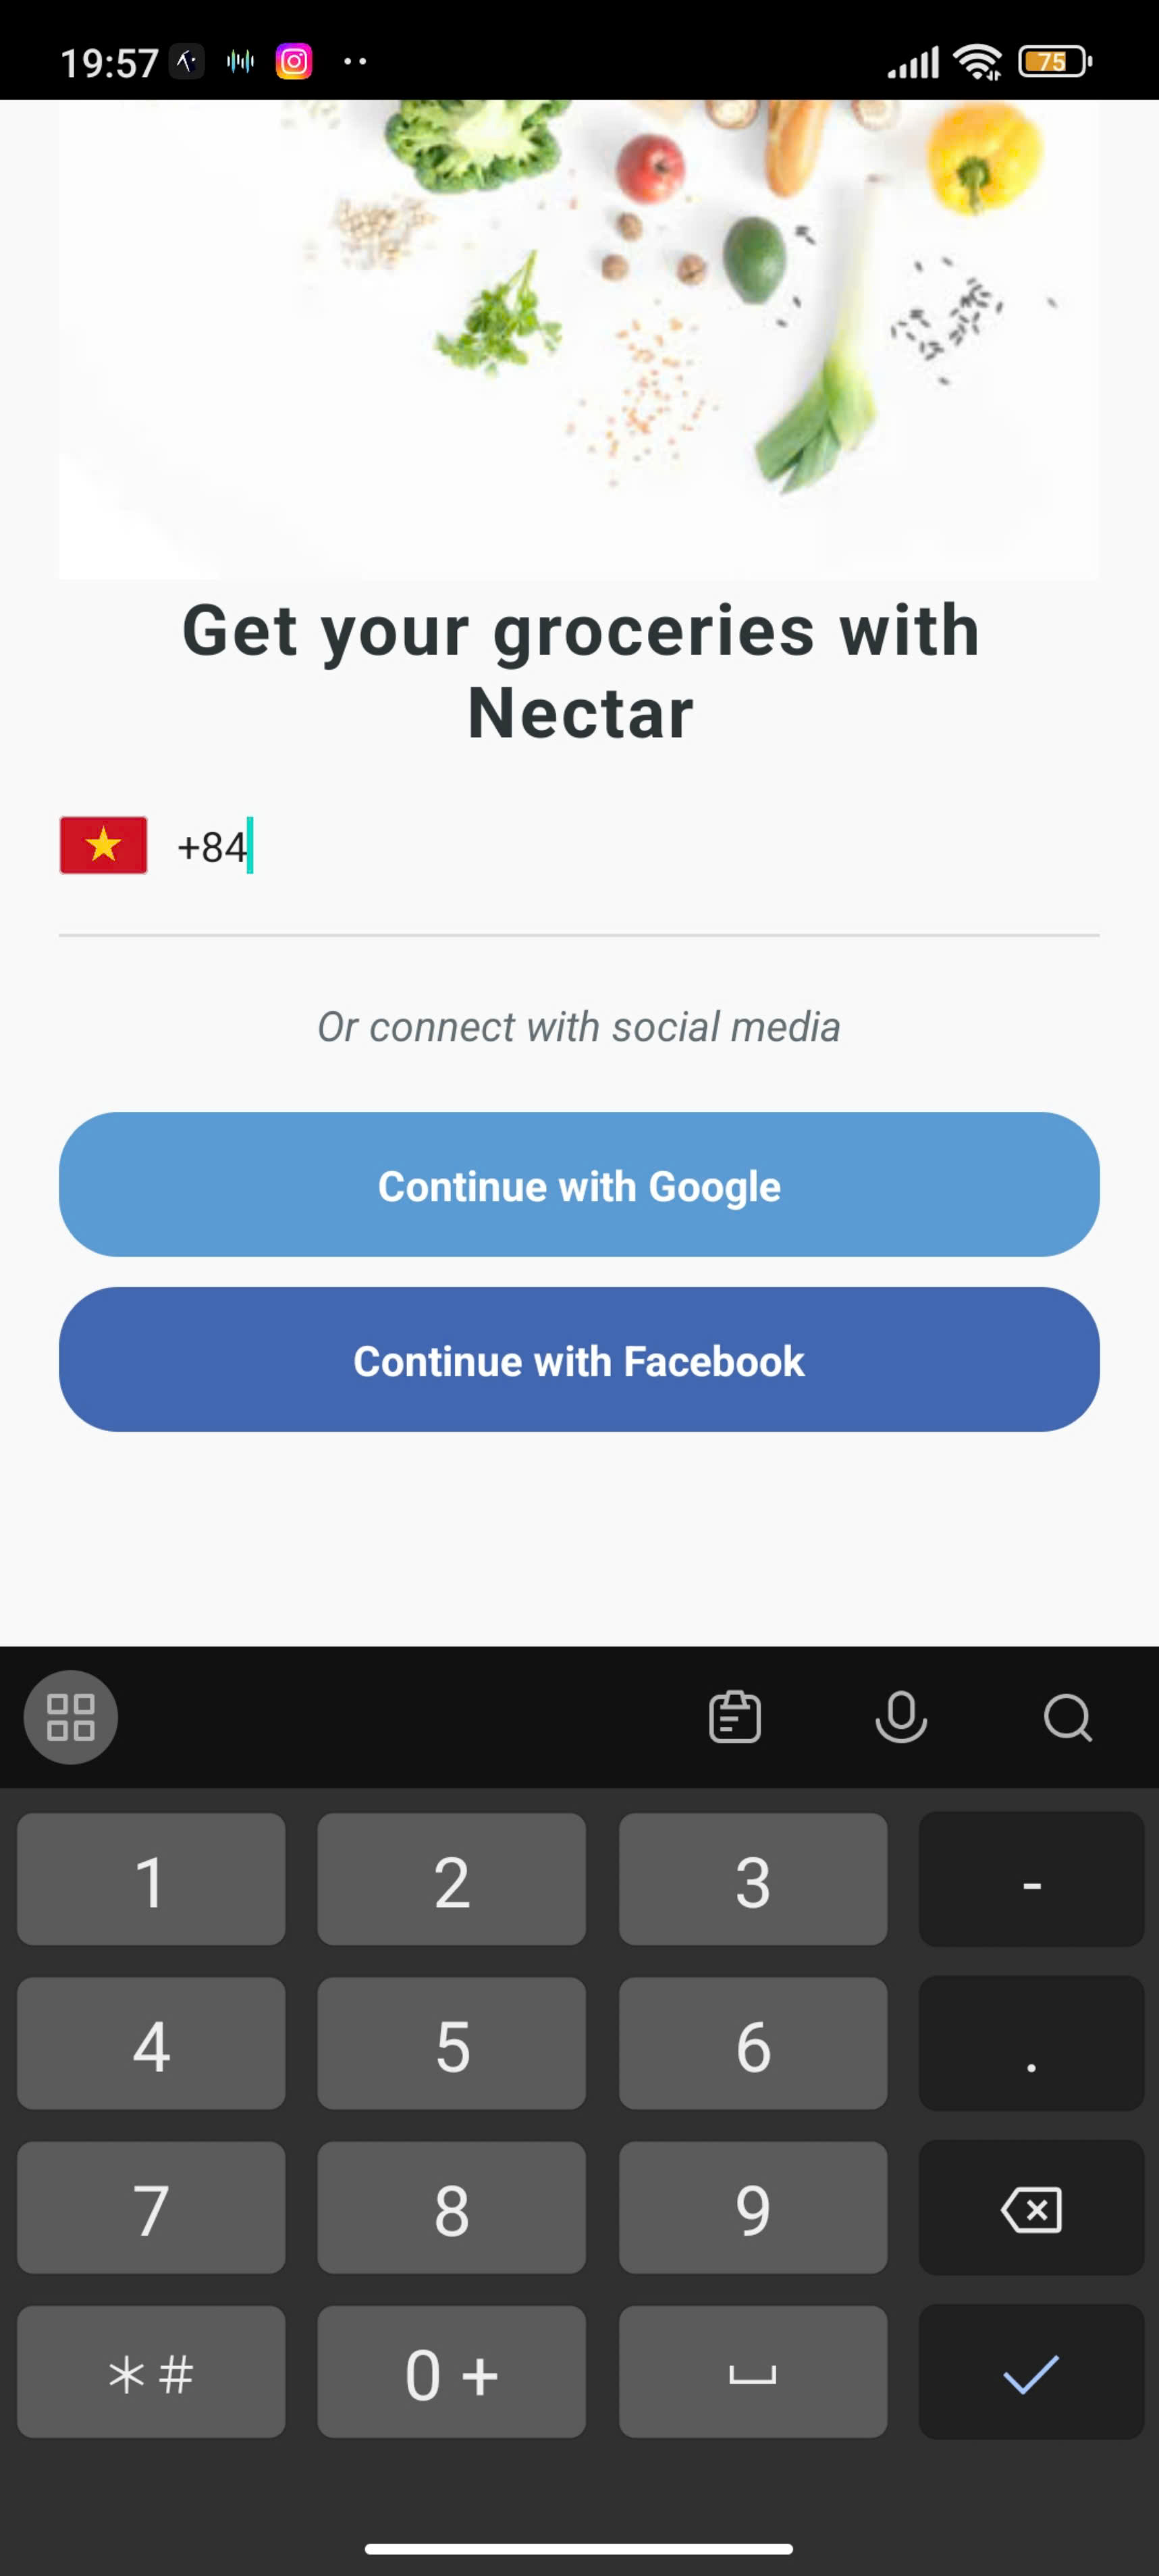 19:57
75
Get your groceries with
Nectar
+84
Or connect with social media
Continue with Google
Continue with Facebook
1 2 3 -
4 5 6 .
7 8 9
*# 0 +